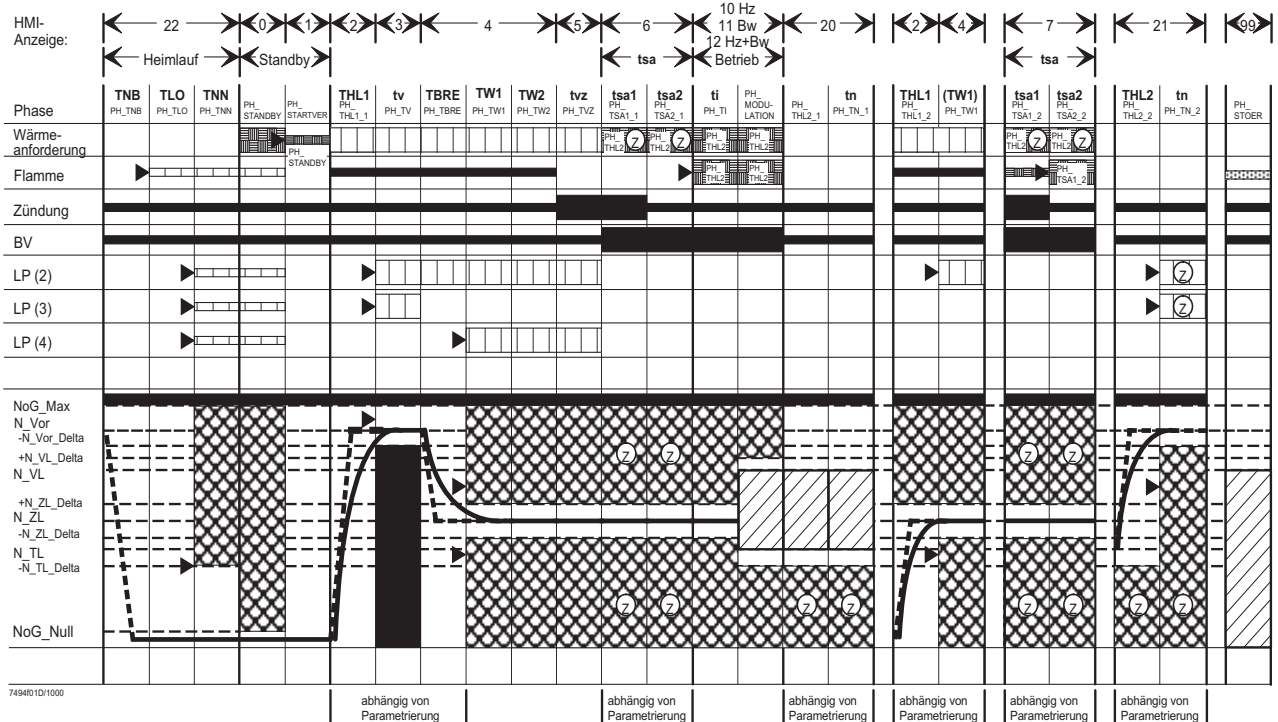 HMI-
Anzeige:
22 0 1 2 3 4 5 6 10 Hz 20 2 4 7 21 99
11 Bw
12 Hz+Bw
Heimlauf Standby tsa Betrieb tsa
Phase
TNB TLO TNN THL1 tv TBRE TW1 TW2 tvz tsa1 tsa2 ti tn THL1 (TW1) tsa1 tsa2 THL2 tn
PH_TNB PH_TLO PH_TNN PH_STANDBY PH_STARTVER PH_THL1_1 PH_TV PH_TBRE PH_TW1 PH_TW2 PH_TVZ PH_TSA1_1 PH_TSA2_1 PH_TI PH_MODU-LATION PH_THL2_1 PH_TN_1 PH_THL1_2 PH_TW1 PH_TSA1_2 PH_TSA2_2 PH_THL2_2 PH_TN_2 PH_STOER
Wärme-
anforderung
PH_STANDBY PH_THL2 Z PH_THL2 Z PH_THL2 PH_THL2 PH_THL2 Z PH_THL2 Z
Flamme
PH_THL2 PH_THL2 PH_TSA1_2
Zündung
BV
LP (2) Z
LP (3) Z
LP (4)
NoG_Max
N_Vor
-N_Vor_Delta
+N_VL_Delta Z Z Z Z
N_VL
+N_ZL_Delta
N_ZL
-N_ZL_Delta
N_TL
-N_TL_Delta
Z Z Z Z Z Z Z Z
NoG_Null
7494f01D/1000
abhängig von abhängig von abhängig von abhängig von abhängig von abhängig von
Parametrierung Parametrierung Parametrierung Parametrierung Parametrierung Parametrierung